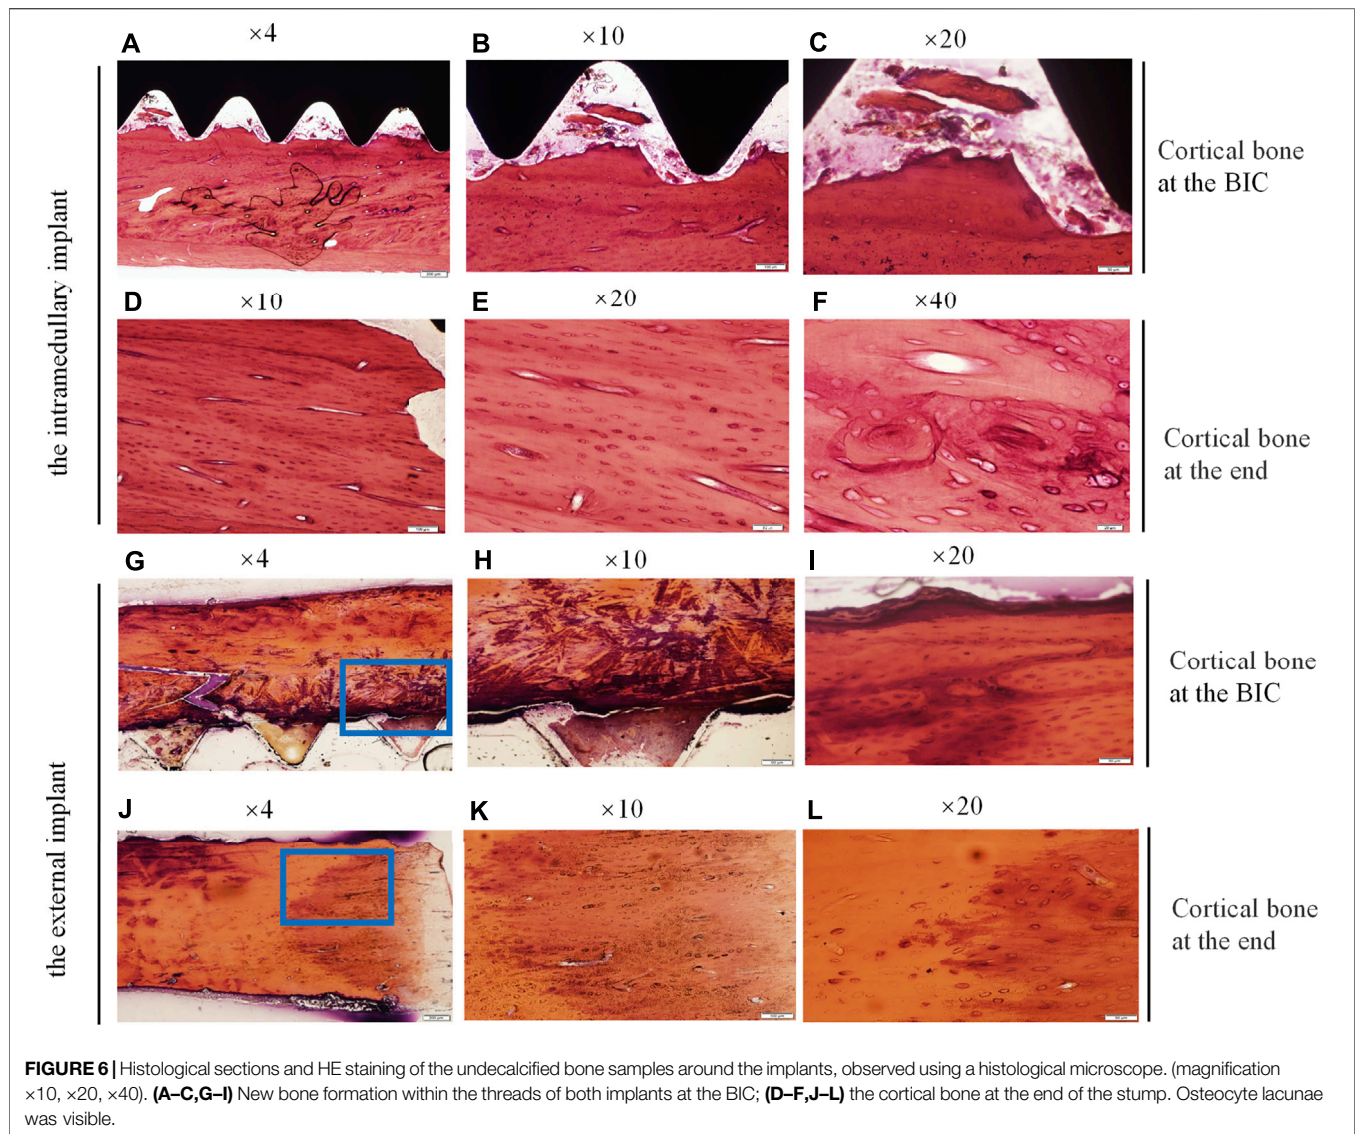 A ×4 B ×10 C ×20
the intramedullary implant
Cortical bone
at the BIC
D ×10 E ×20 F ×40
Cortical bone
at the end
G ×4 H ×10 I ×20
the external implant
Cortical bone
at the BIC
J ×4 K ×10 L ×20
Cortical bone
at the end
FIGURE 6 | Histological sections and HE staining of the undecalcified bone samples around the implants, observed using a histological microscope. (magnification
×10, ×20, ×40). (A–C,G–I) New bone formation within the threads of both implants at the BIC; (D–F,J–L) the cortical bone at the end of the stump. Osteocyte lacunae
was visible.